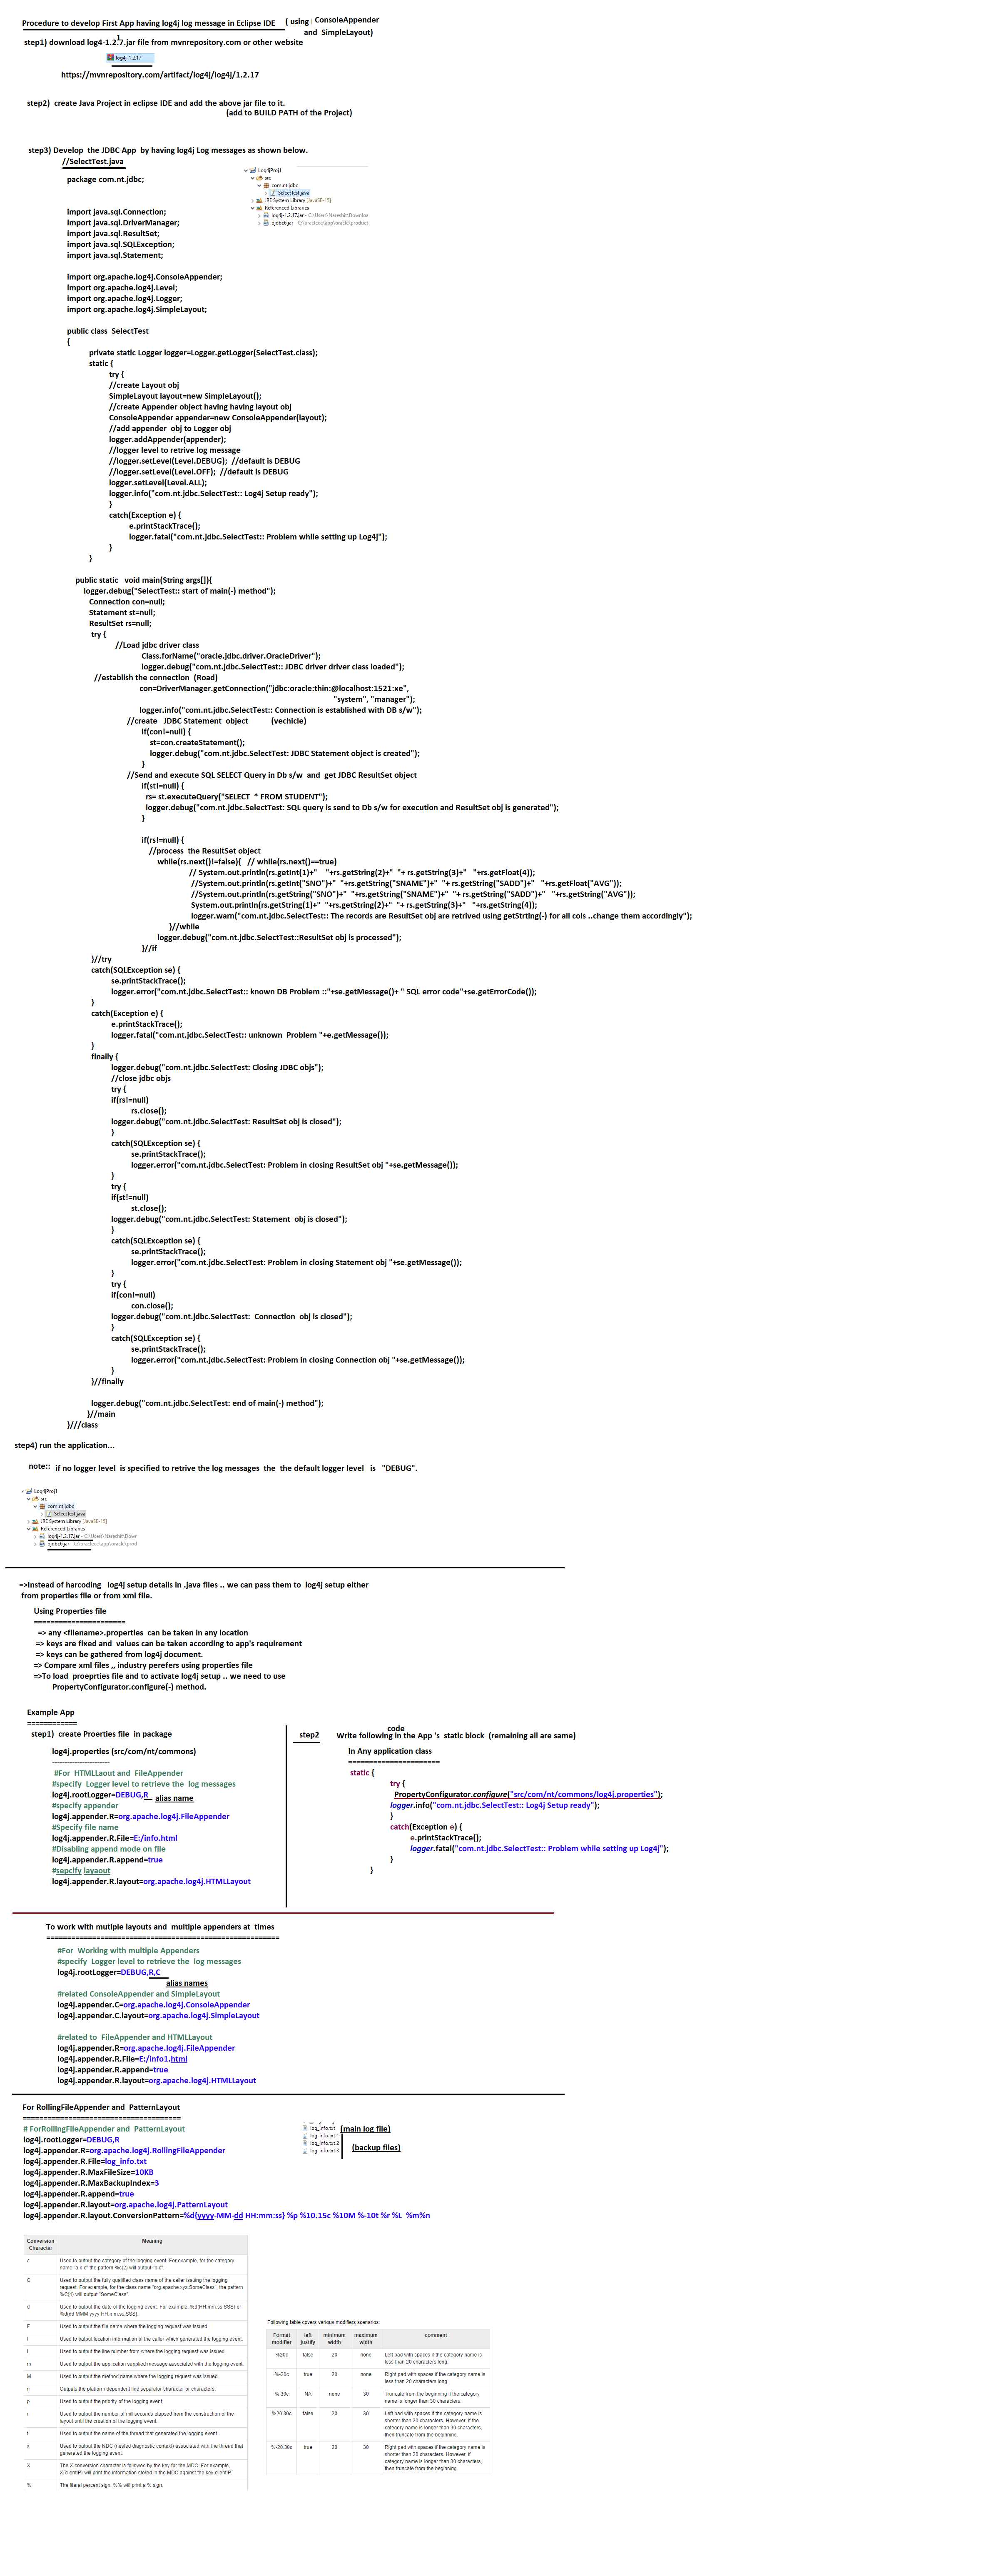 Procedure to develop First App having log4j log message in Eclipse IDE ( using ConsoleAppender
and SimpleLayout)
1
step1) download log4-1.2.7.jar file from mvnrepository.com or other website
log4j-1.2.17
https://mvnrepository.com/artifact/log4j/log4j/1.2.17
step2) create Java Project in eclipse IDE and add the above jar file to it.
(add to BUILD PATH of the Project)
step3) Develop the JDBC App by having log4j Log messages as shown below.
//SelectTest.java
Log4jProj1
src
com.nt.jdbc
SelectTest.java
JRE System Library [JavaSE-15]
Referenced Libraries
log4j-1.2.17.jar - C:\Users\Nareshit\Downloa
ojdbc6.jar - C:\oraclexe\app\oracle\product
package com.nt.jdbc;
import java.sql.Connection;
import java.sql.DriverManager;
import java.sql.ResultSet;
import java.sql.SQLException;
import java.sql.Statement;
import org.apache.log4j.ConsoleAppender;
import org.apache.log4j.Level;
import org.apache.log4j.Logger;
import org.apache.log4j.SimpleLayout;
public class SelectTest
{
private static Logger logger=Logger.getLogger(SelectTest.class);
static {
try {
//create Layout obj
SimpleLayout layout=new SimpleLayout();
//create Appender object having having layout obj
ConsoleAppender appender=new ConsoleAppender(layout);
//add appender obj to Logger obj
logger.addAppender(appender);
//logger level to retrive log message
//logger.setLevel(Level.DEBUG); //default is DEBUG
//logger.setLevel(Level.OFF); //default is DEBUG
logger.setLevel(Level.ALL);
logger.info("com.nt.jdbc.SelectTest:: Log4j Setup ready");
}
catch(Exception e) {
e.printStackTrace();
logger.fatal("com.nt.jdbc.SelectTest:: Problem while setting up Log4j");
}
}
public static void main(String args[]){
logger.debug("SelectTest:: start of main(-) method");
Connection con=null;
Statement st=null;
ResultSet rs=null;
try {
//Load jdbc driver class
Class.forName("oracle.jdbc.driver.OracleDriver");
logger.debug("com.nt.jdbc.SelectTest:: JDBC driver driver class loaded");
//establish the connection (Road)
con=DriverManager.getConnection("jdbc:oracle:thin:@localhost:1521:xe",
"system", "manager");
logger.info("com.nt.jdbc.SelectTest:: Connection is established with DB s/w");
//create JDBC Statement object (vechicle)
if(con!=null) {
st=con.createStatement();
logger.debug("com.nt.jdbc.SelectTest: JDBC Statement object is created");
}
//Send and execute SQL SELECT Query in Db s/w and get JDBC ResultSet object
if(st!=null) {
rs= st.executeQuery("SELECT * FROM STUDENT");
logger.debug("com.nt.jdbc.SelectTest: SQL query is send to Db s/w for execution and ResultSet obj is generated");
}
if(rs!=null) {
//process the ResultSet object
while(rs.next()!=false){ // while(rs.next()==true)
// System.out.println(rs.getInt(1)+" "+rs.getString(2)+" "+ rs.getString(3)+" "+rs.getFloat(4));
//System.out.println(rs.getInt("SNO")+" "+rs.getString("SNAME")+" "+ rs.getString("SADD")+" "+rs.getFloat("AVG"));
//System.out.println(rs.getString("SNO")+" "+rs.getString("SNAME")+" "+ rs.getString("SADD")+" "+rs.getString("AVG"));
System.out.println(rs.getString(1)+" "+rs.getString(2)+" "+ rs.getString(3)+" "+rs.getString(4));
logger.warn("com.nt.jdbc.SelectTest:: The records are ResultSet obj are retrived using getStrting(-) for all cols ..change them accordingly");
}//while
logger.debug("com.nt.jdbc.SelectTest::ResultSet obj is processed");
}//if
}//try
catch(SQLException se) {
se.printStackTrace();
logger.error("com.nt.jdbc.SelectTest:: known DB Problem ::"+se.getMessage()+ " SQL error code"+se.getErrorCode());
}
catch(Exception e) {
e.printStackTrace();
logger.fatal("com.nt.jdbc.SelectTest:: unknown Problem "+e.getMessage());
}
finally {
logger.debug("com.nt.jdbc.SelectTest: Closing JDBC objs");
//close jdbc objs
try {
if(rs!=null)
rs.close();
logger.debug("com.nt.jdbc.SelectTest: ResultSet obj is closed");
}
catch(SQLException se) {
se.printStackTrace();
logger.error("com.nt.jdbc.SelectTest: Problem in closing ResultSet obj "+se.getMessage());
}
try {
if(st!=null)
st.close();
logger.debug("com.nt.jdbc.SelectTest: Statement obj is closed");
}
catch(SQLException se) {
se.printStackTrace();
logger.error("com.nt.jdbc.SelectTest: Problem in closing Statement obj "+se.getMessage());
}
try {
if(con!=null)
con.close();
logger.debug("com.nt.jdbc.SelectTest: Connection obj is closed");
}
catch(SQLException se) {
se.printStackTrace();
logger.error("com.nt.jdbc.SelectTest: Problem in closing Connection obj "+se.getMessage());
}
}//finally
logger.debug("com.nt.jdbc.SelectTest: end of main(-) method");
}//main
}///class
step4) run the application...
note:: if no logger level is specified to retrive the log messages the the default logger level is "DEBUG".
Log4jProj1
src
com.nt.jdbc
SelectTest.java
JRE System Library [JavaSE-15]
Referenced Libraries
log4j-1.2.17.jar - C:\Users\Nareshit\Down
ojdbc6.jar - C:\oraclexe\app\oracle\prod
=>Instead of harcoding log4j setup details in .java files .. we can pass them to log4j setup either
from properties file or from xml file.
Using Properties file
======================
=> any <filename>.properties can be taken in any location
=> keys are fixed and values can be taken according to app's requirement
=> keys can be gathered from log4j document.
=> Compare xml files ,, industry perefers using properties file
=>To load proeprties file and to activate log4j setup .. we need to use
PropertyConfigurator.configure(-) method.
Example App
============
step1) create Proerties file in package
log4j.properties (src/com/nt/commons)
-----------------------
#For HTMLLaout and FileAppender
#specify Logger level to retrieve the log messages
log4j.rootLogger=DEBUG,R alias name
#specify appender
log4j.appender.R=org.apache.log4j.FileAppender
#Specify file name
log4j.appender.R.File=E:/info.html
#Disabling append mode on file
log4j.appender.R.append=true
#sepcify layaout
log4j.appender.R.layout=org.apache.log4j.HTMLLayout
code
step2 Write following in the App 's static block (remaining all are same)
In Any application class
======================
static {
try {
PropertyConfigurator.configure("src/com/nt/commons/log4j.properties");
logger.info("com.nt.jdbc.SelectTest:: Log4j Setup ready");
}
catch(Exception e) {
e.printStackTrace();
logger.fatal("com.nt.jdbc.SelectTest:: Problem while setting up Log4j");
}
}
To work with mutiple layouts and multiple appenders at times
========================================================
#For Working with multiple Appenders
#specify Logger level to retrieve the log messages
log4j.rootLogger=DEBUG,R,C
alias names
#related ConsoleAppender and SimpleLayout
log4j.appender.C=org.apache.log4j.ConsoleAppender
log4j.appender.C.layout=org.apache.log4j.SimpleLayout
#related to FileAppender and HTMLLayout
log4j.appender.R=org.apache.log4j.FileAppender
log4j.appender.R.File=E:/info1.html
log4j.appender.R.append=true
log4j.appender.R.layout=org.apache.log4j.HTMLLayout
For RollingFileAppender and PatternLayout
======================================
# ForRollingFileAppender and PatternLayout
log4j.rootLogger=DEBUG,R
log4j.appender.R=org.apache.log4j.RollingFileAppender
log4j.appender.R.File=log_info.txt
log4j.appender.R.MaxFileSize=10KB
log4j.appender.R.MaxBackupIndex=3
log4j.appender.R.append=true
log4j.appender.R.layout=org.apache.log4j.PatternLayout
log4j.appender.R.layout.ConversionPattern=%d{yyyy-MM-dd HH:mm:ss} %p %10.15c %10M %-10t %r %L %m%n
log_info.txt (main log file)
log_info.txt.1
log_info.txt.2 (backup files)
log_info.txt.3
Conversion Character Meaning
c Used to output the category of the logging event. For example, for the category
name "a.b.c" the pattern %c{2} will output "b.c".
C Used to output the fully qualified class name of the caller issuing the logging
request. For example, for the class name "org.apache.xyz.SomeClass", the pattern
%C{1} will output "SomeClass".
d Used to output the date of the logging event. For example, %d{HH:mm:ss,SSS} or
%d{dd MMM yyyy HH:mm:ss,SSS}.
F Used to output the file name where the logging request was issued.
l Used to output location information of the caller which generated the logging event.
L Used to output the line number from where the logging request was issued.
m Used to output the application supplied message associated with the logging event.
M Used to output the method name where the logging request was issued.
n Outputs the platform dependent line separator character or characters.
p Used to output the priority of the logging event.
r Used to output the number of milliseconds elapsed from the construction of the
layout until the creation of the logging event.
t Used to output the name of the thread that generated the logging event.
x Used to output the NDC (nested diagnostic context) associated with the thread that
generated the logging event.
X The X conversion character is followed by the key for the MDC. For example,
X{clientIP} will print the information stored in the MDC against the key clientIP.
% The literal percent sign. %% will print a % sign.
Following table covers various modifiers scenarios:
Format modifier left justify minimum width maximum width comment
%20c false 20 none Left pad with spaces if the category name is
less than 20 characters long.
%-20c true 20 none Right pad with spaces if the category name is
less than 20 characters long.
%.30c NA none 30 Truncate from the beginning if the category
name is longer than 30 characters.
%20.30c false 20 30 Left pad with spaces if the category name is
shorter than 20 characters. However, if the
category name is longer than 30 characters,
then truncate from the beginning.
%-20.30c true 20 30 Right pad with spaces if the category name is
shorter than 20 characters. However, if
category name is longer than 30 characters,
then truncate from the beginning.